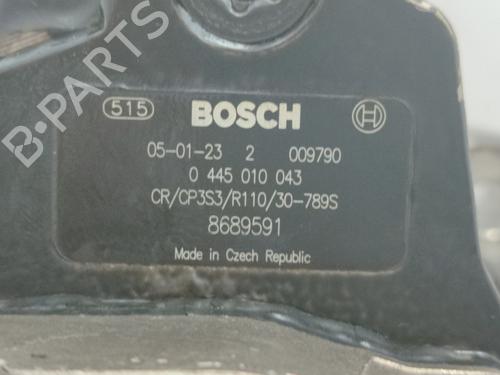 B-PARTS
515 BOSCH
05-01-23 2 009790
0 445 010 043
CR/CP3S3/R110/30-789S
8689591
Made in Czech Republic